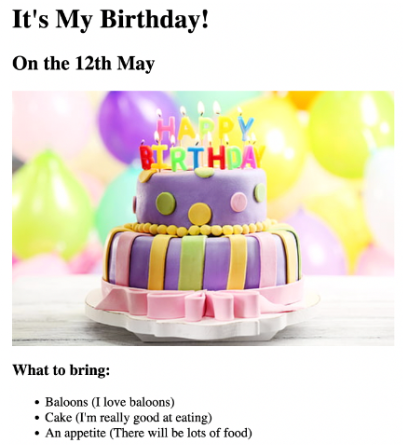 It's My Birthday!
On the 12th May
HAPPY
BIRTHDAY
What to bring:
Baloons (I love baloons)
Cake (I'm really good at eating)
An appetite (There will be lots of food)